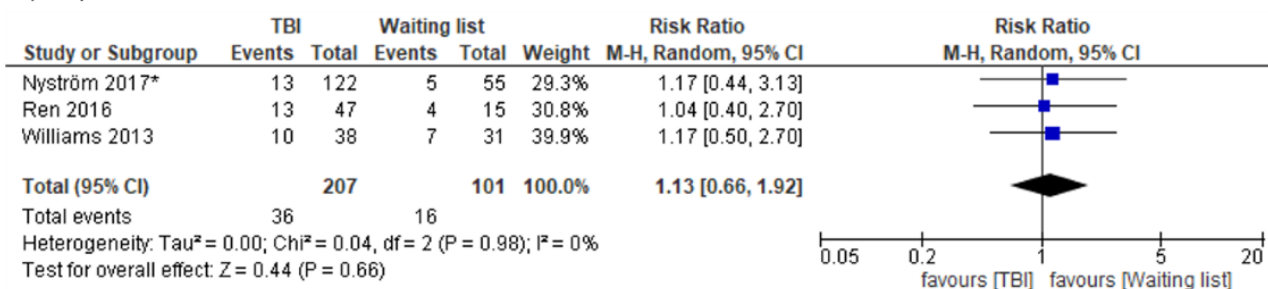 TBI Waiting list Risk Ratio Risk Ratio
Study or Subgroup Events Total Events Total Weight M-H, Random, 95% CI M-H, Random, 95% CI
Nyström 2017* 13 122 5 55 29.3% 1.17 [0.44, 3.13]
Ren 2016 13 47 4 15 30.8% 1.04 [0.40, 2.70]
Williams 2013 10 38 7 31 39.9% 1.17 [0.50, 2.70]
Total (95% CI) 207 101 100.0% 1.13 [0.66, 1.92]
Total events 36 16
Heterogeneity: Tau² = 0.00; Chi² = 0.04, df = 2 (P = 0.98); I² = 0%
Test for overall effect: Z = 0.44 (P = 0.66)
0.05 0.2 1 5 20
favours [TBI] favours [Waiting list]